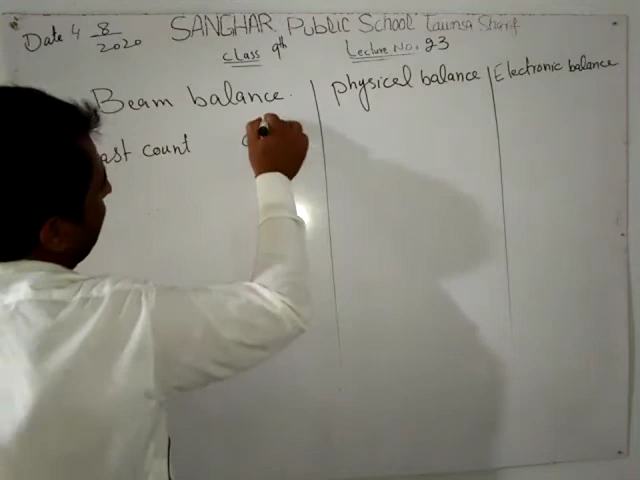 Date 4 8/2020 SANGHAR Public School Taunsa Sharf
Class 9th Lecture No. 23
Beam balance. physical balance Electronic balance
ast count